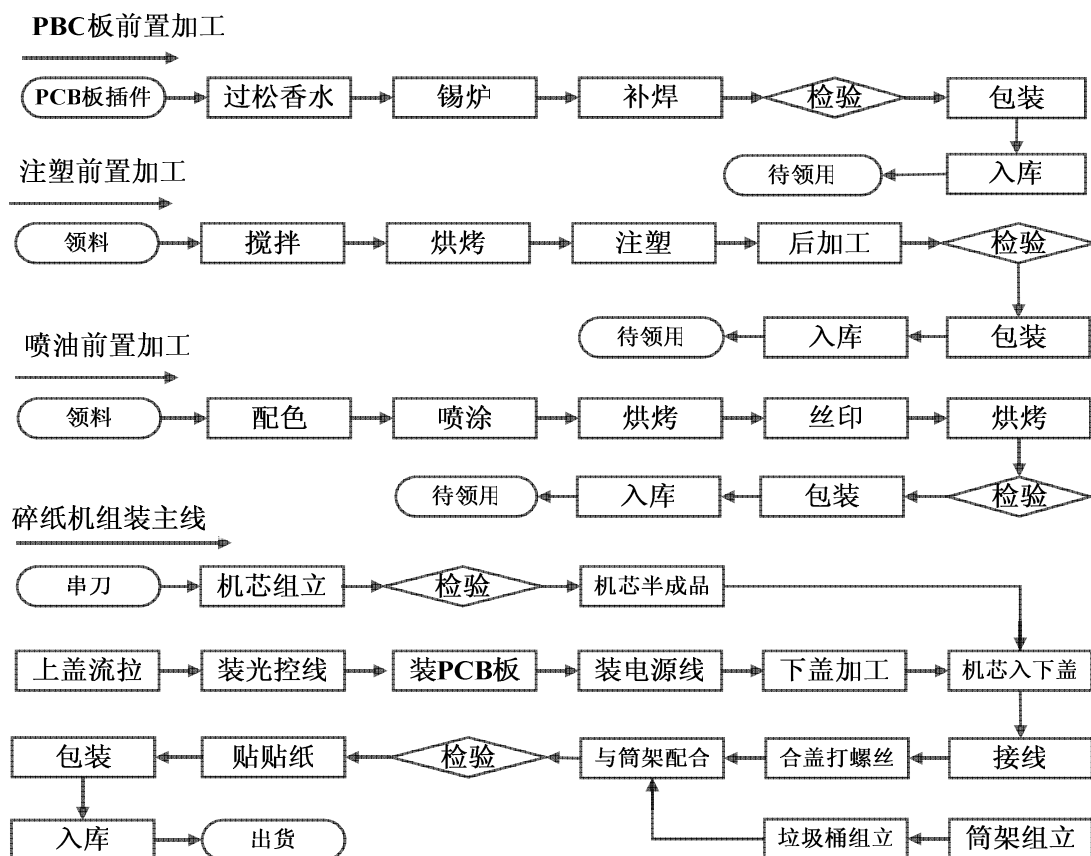 PBC板前置加工
PCB板插件 过松香水 锡炉 补焊 检验 包装
待领用 入库
注塑前置加工
领料 搅拌 烘烤 注塑 后加工 检验
待领用 入库 包装
喷油前置加工
领料 配色 喷涂 烘烤 丝印 烘烤
待领用 入库 包装 检验
碎纸机组装主线
串刀 机芯组立 检验 机芯半成品
上盖流拉 装光控线 装PCB板 装电源线 下盖加工 机芯入下盖
包装 贴贴纸 检验 与筒架配合 合盖打螺丝 接线
入库 出货 垃圾桶组立 筒架组立